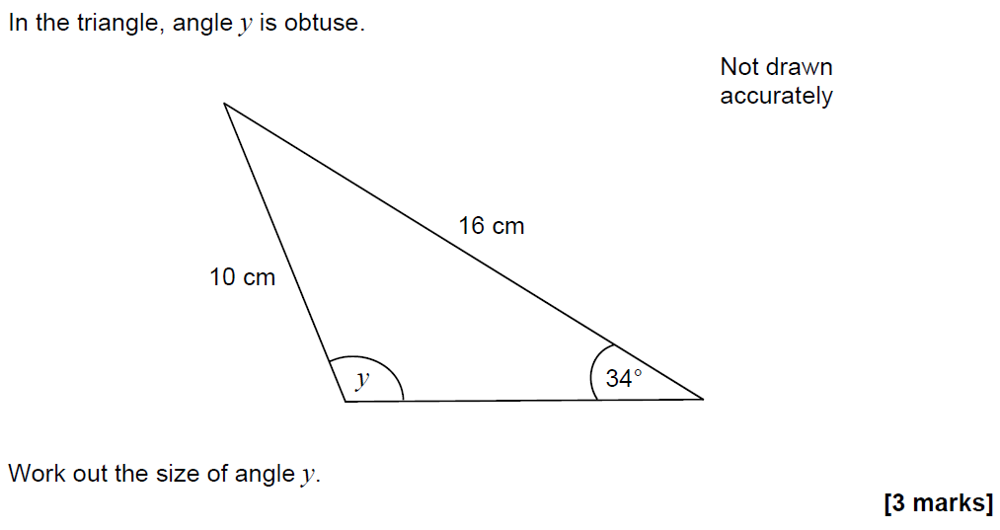 In the triangle, angle y is obtuse.
Not drawn
accurately
16 cm
10 cm
y
34°
Work out the size of angle y.
[3 marks]